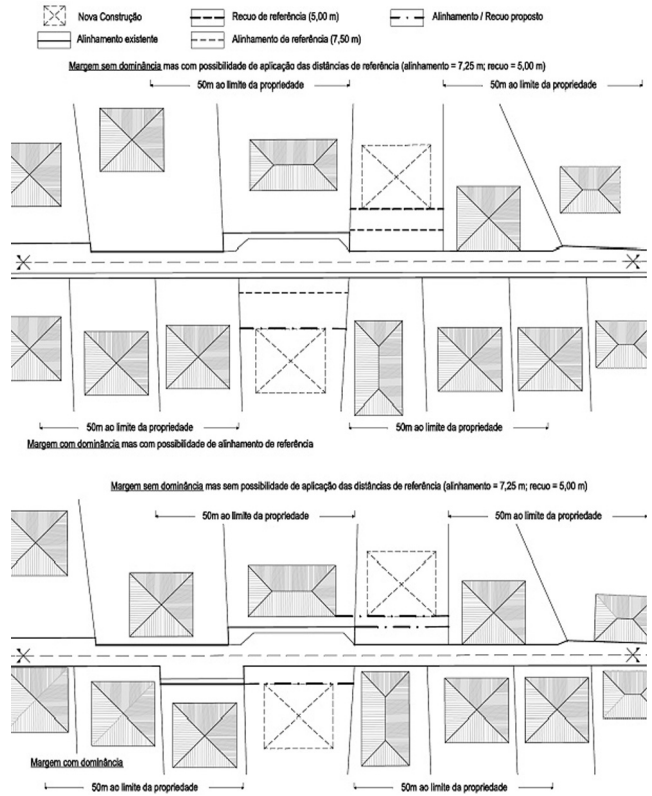 Nova Construção
Recuo de referência (5,00 m)
Alinhamento / Recuo proposto
Alinhamento existente
Alinhamento de referência (7,50 m)
Margem sem dominância mas com possibilidade de aplicação das distâncias de referência (alinhamento = 7,25 m; recuo = 5,00 m)
50m ao limite da propriedade
50m ao limite da propriedade
50m ao limite da propriedade
50m ao limite da propriedade
Margem com dominância mas com possibilidade de alinhamento de referência
Margem sem dominância mas sem possibilidade de aplicação das distâncias de referência (alinhamento = 7,25 m; recuo = 5,00 m)
50m ao limite da propriedade
50m ao limite da propriedade
Margem com dominância
50m ao limite da propriedade
50m ao limite da propriedade